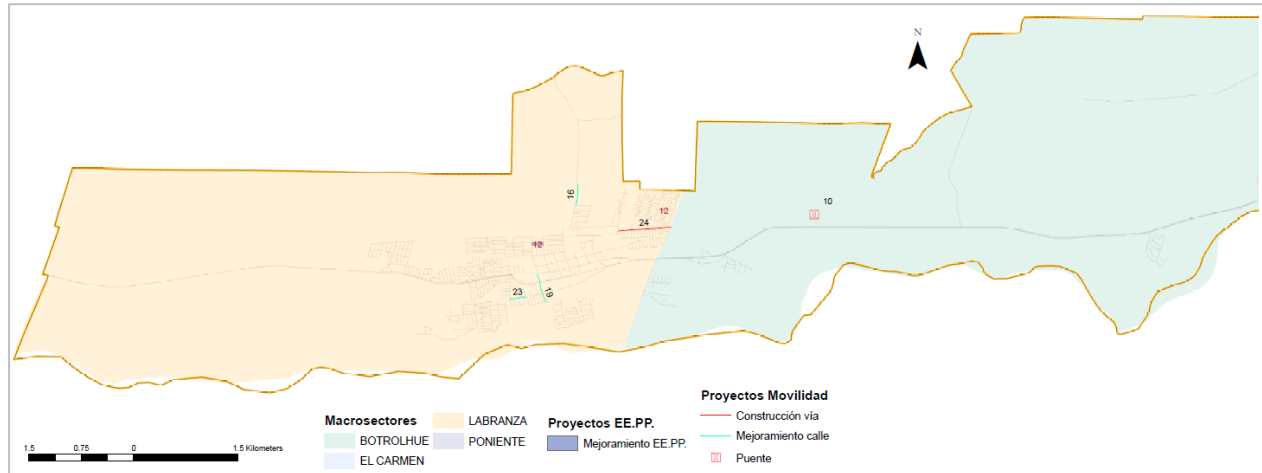 N
10
16
12
24
12
23
19
Macrosectores
BOTROLHUE
EL CARMEN
LABRANZA
PONIENTE
Proyectos EE.PP.
Mejoramiento EE.PP.
Proyectos Movilidad
Construcción vía
Mejoramiento calle
Puente
1.5 0.75 0 1.5 Kilometers